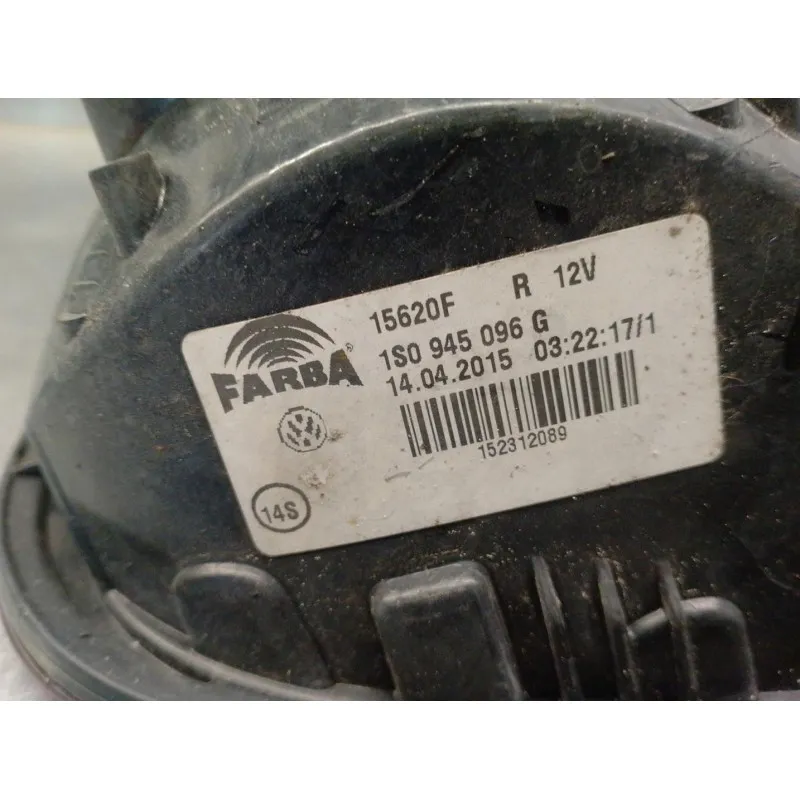 15620F R 12V
FARBA
1S0 945 096 G
14.04.2015 03:22:17/1
152312089
14S